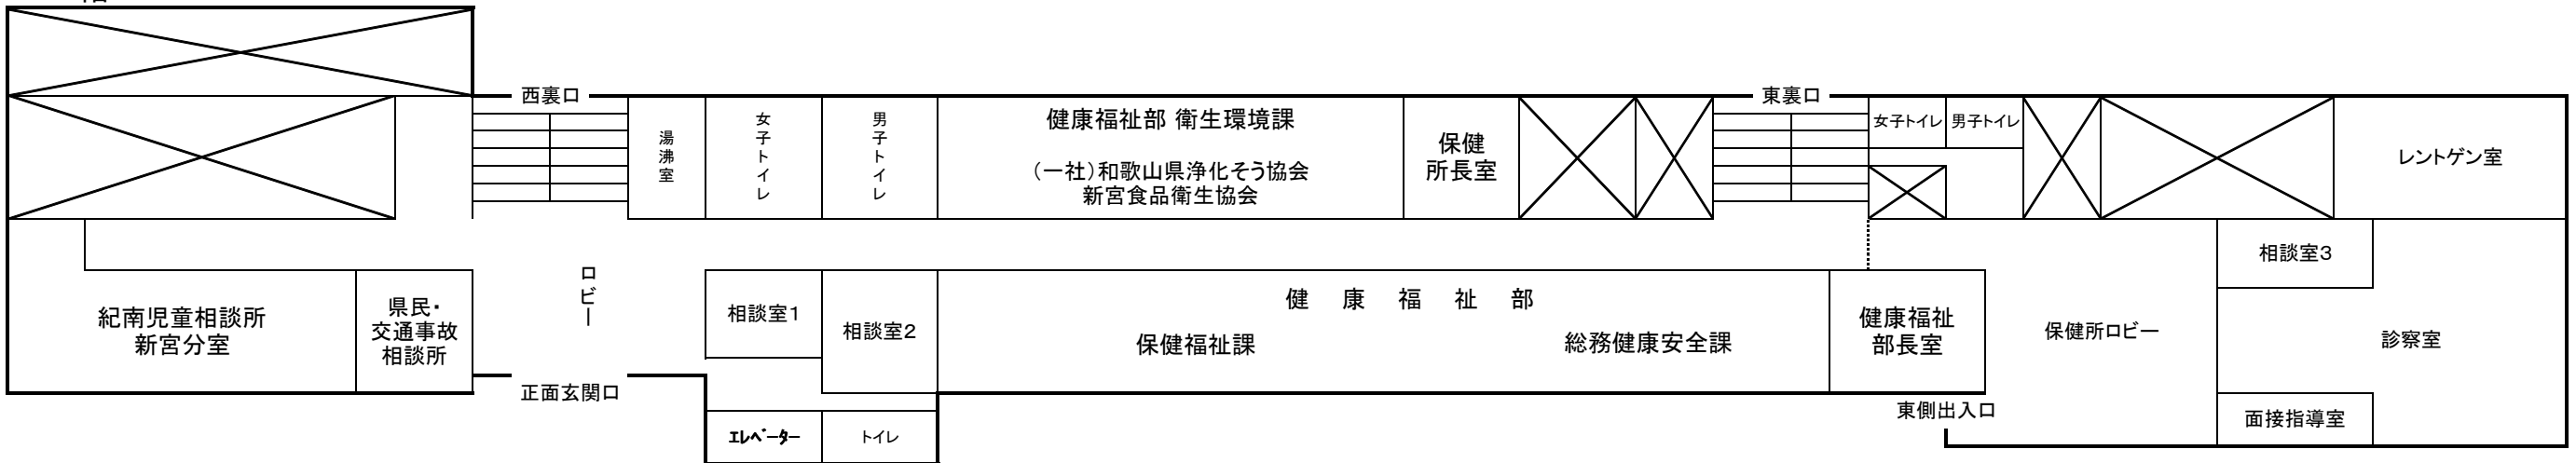 西裏口
東裏口
湯沸室
女子トイレ
男子トイレ
健康福祉部 衛生環境課
（一社）和歌山県浄化そう協会
新宮食品衛生協会
保健
所長室
女子トイレ
男子トイレ
レントゲン室
紀南児童相談所
新宮分室
県民・
交通事故
相談所
ロビー
相談室１
相談室２
健 康 福 祉 部
保健福祉課
総務健康安全課
健康福祉
部長室
保健所ロビー
相談室３
診察室
正面玄関口
エレベーター
トイレ
東側出入口
面接指導室